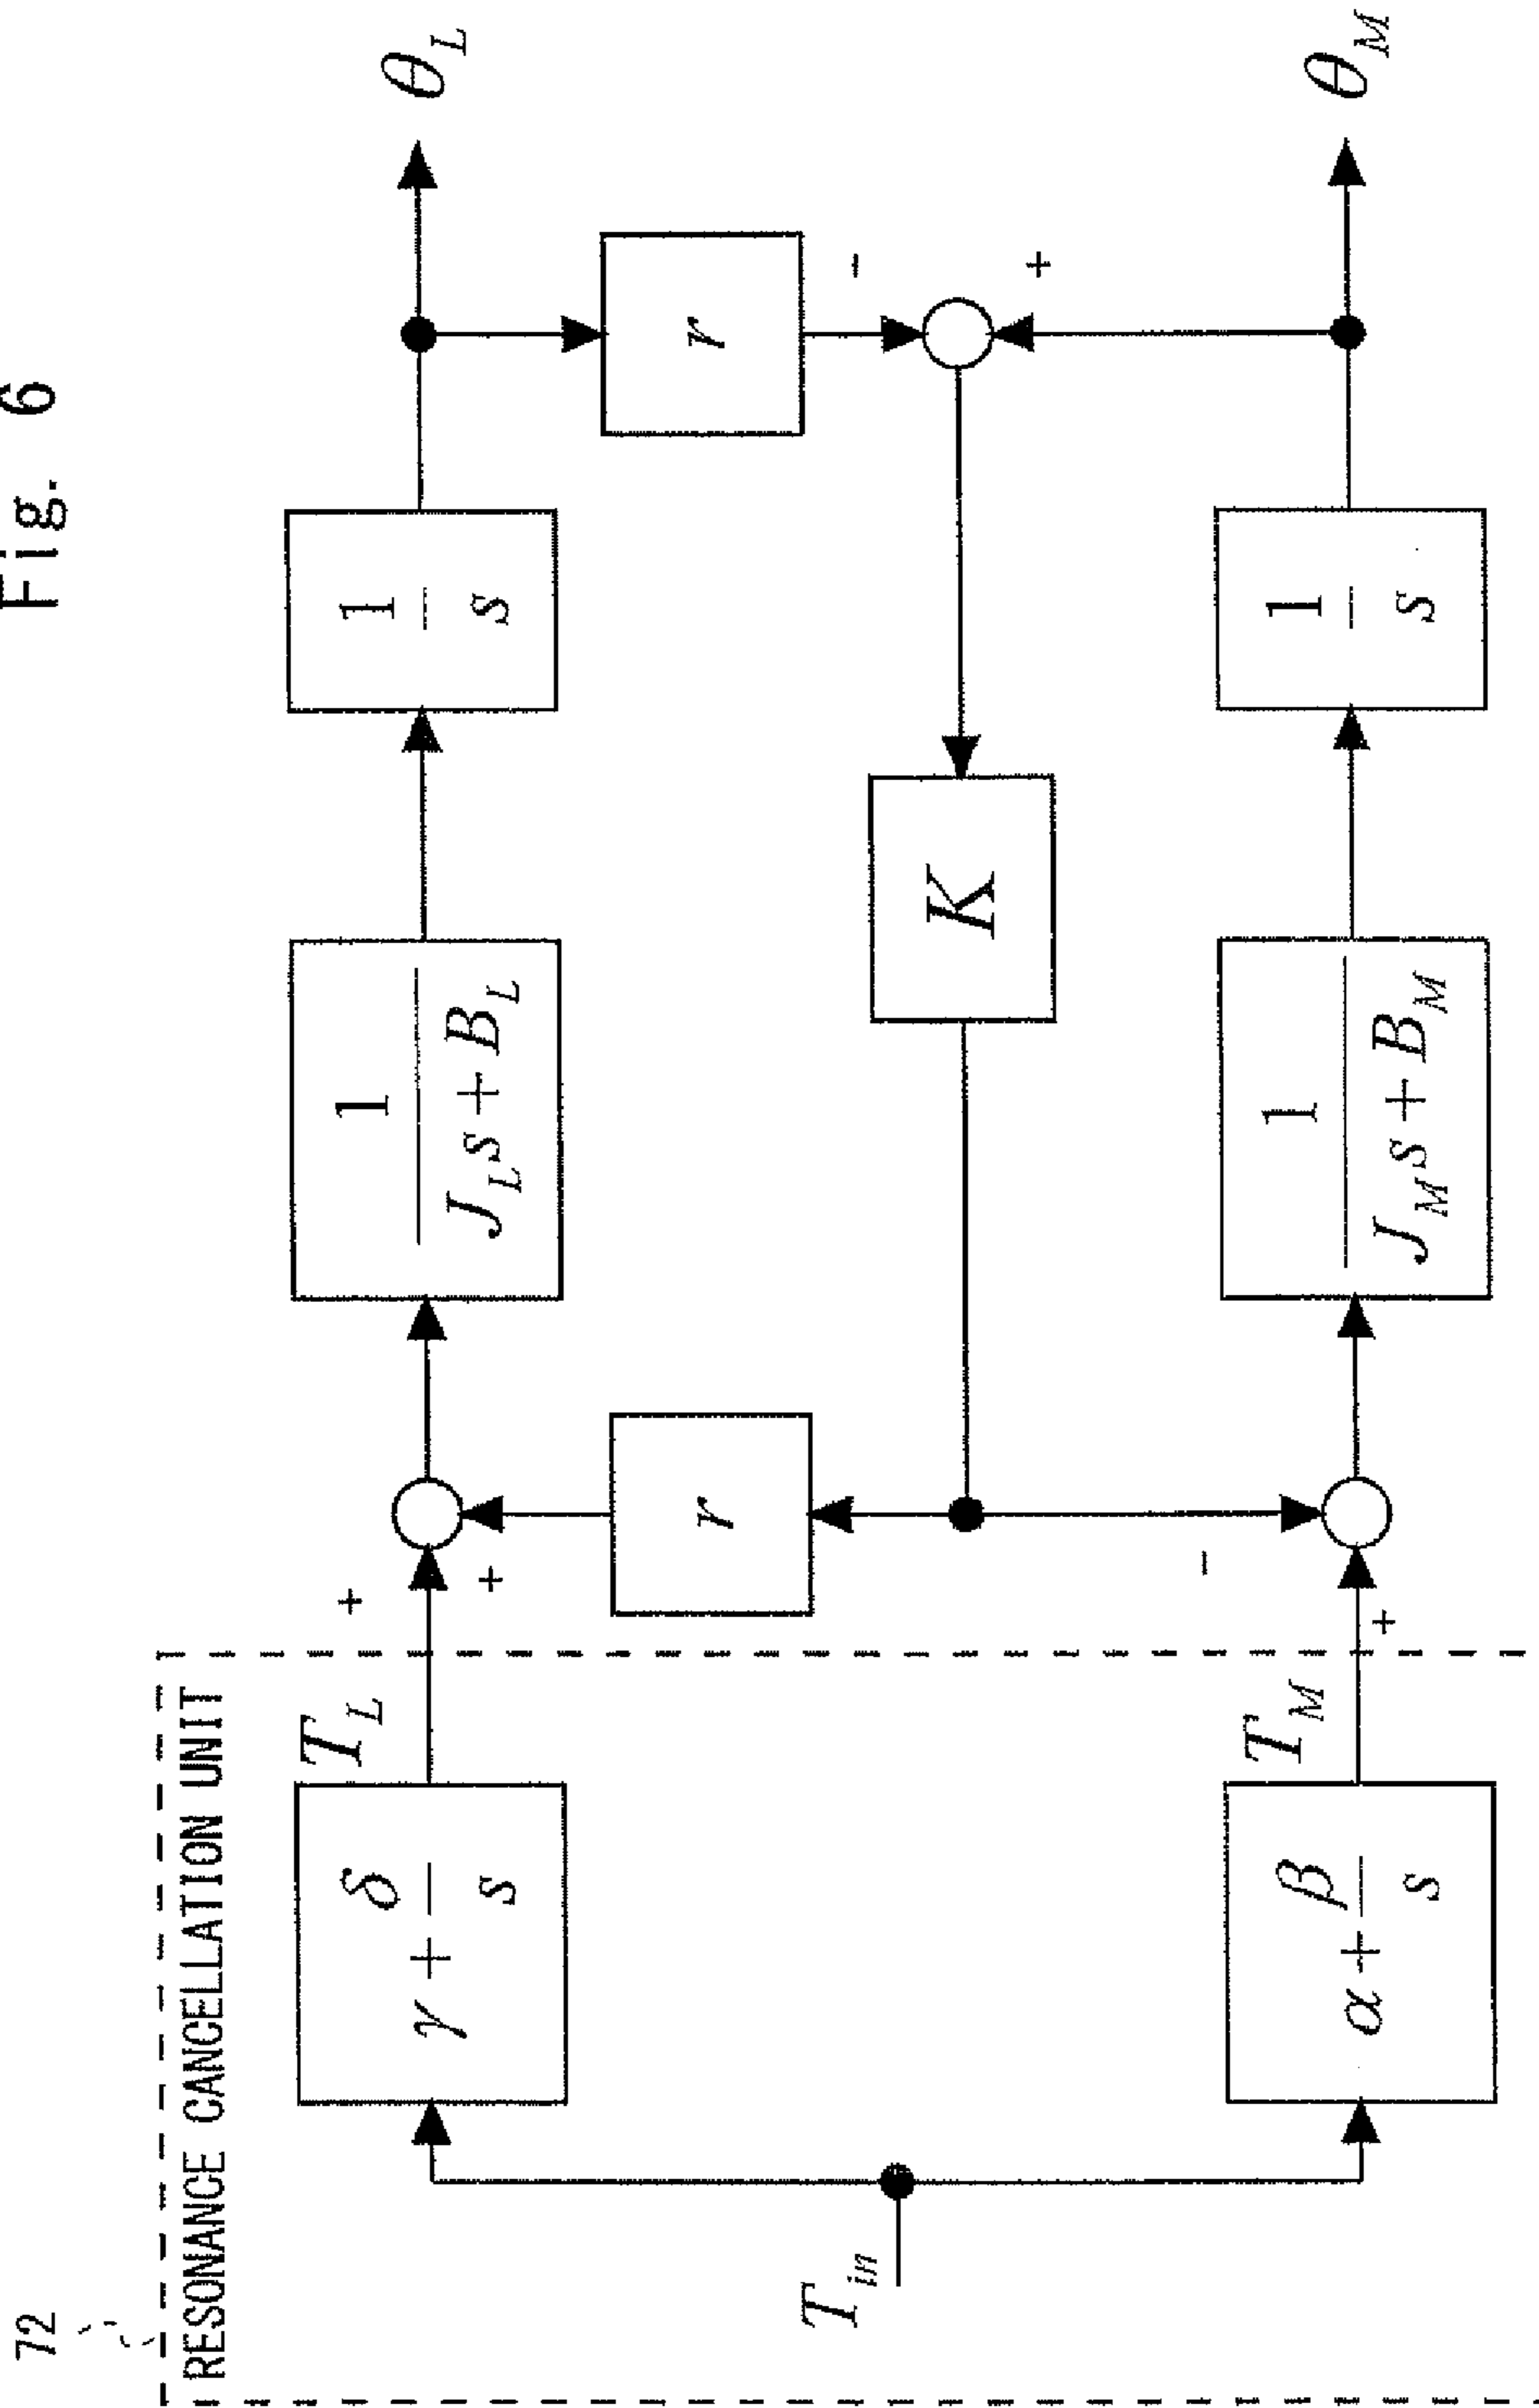 Fig. 6
72
RESONANCE CANCELLATION UNIT
T_in
γ + δ/s
T_L
+
+
r
1/(J_L s + B_L)
1/s
θ_L
r
-
+
K
α + β/s
T_M
+
-
1/(J_M s + B_M)
1/s
θ_M